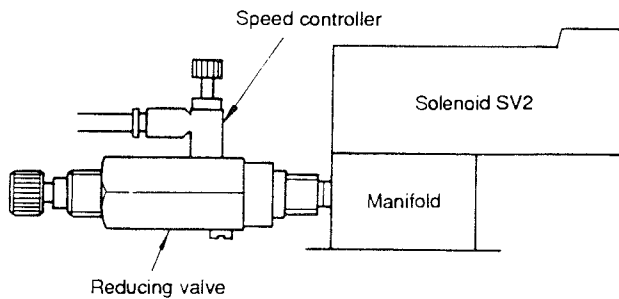 Speed controller
Solenoid SV2
Manifold
Reducing valve